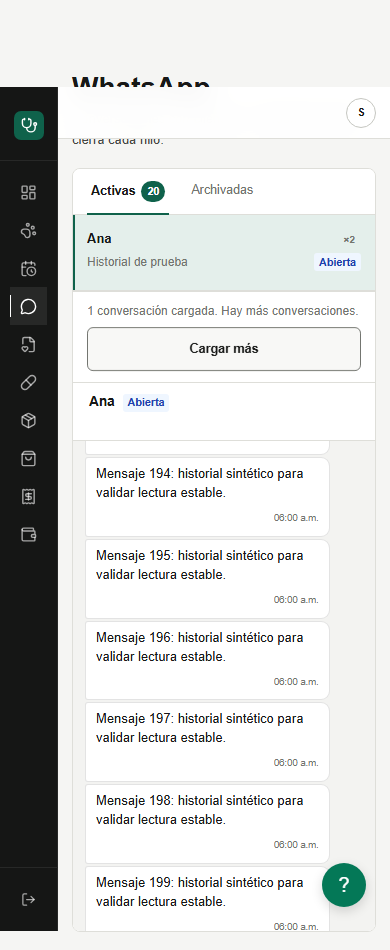 WhatsApp
S
cierra cada hilo.
Activas 20
Archivadas
Ana
×2
Historial de prueba
Abierta
1 conversación cargada. Hay más conversaciones.
Cargar más
Ana Abierta
Mensaje 194: historial sintético para
validar lectura estable.
06:00 a.m.
Mensaje 195: historial sintético para
validar lectura estable.
06:00 a.m.
Mensaje 196: historial sintético para
validar lectura estable.
06:00 a.m.
Mensaje 197: historial sintético para
validar lectura estable.
06:00 a.m.
Mensaje 198: historial sintético para
validar lectura estable.
06:00 a.m.
Mensaje 199: historial sintético para
validar lectura estable.
06:00 a.m.
?